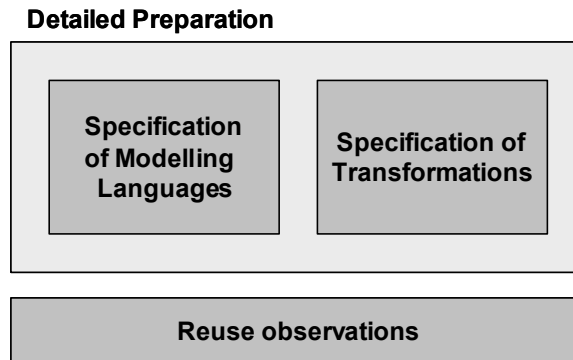 Detailed Preparation
Specification
of Modelling
Languages
Specification of
Transformations
Reuse observations